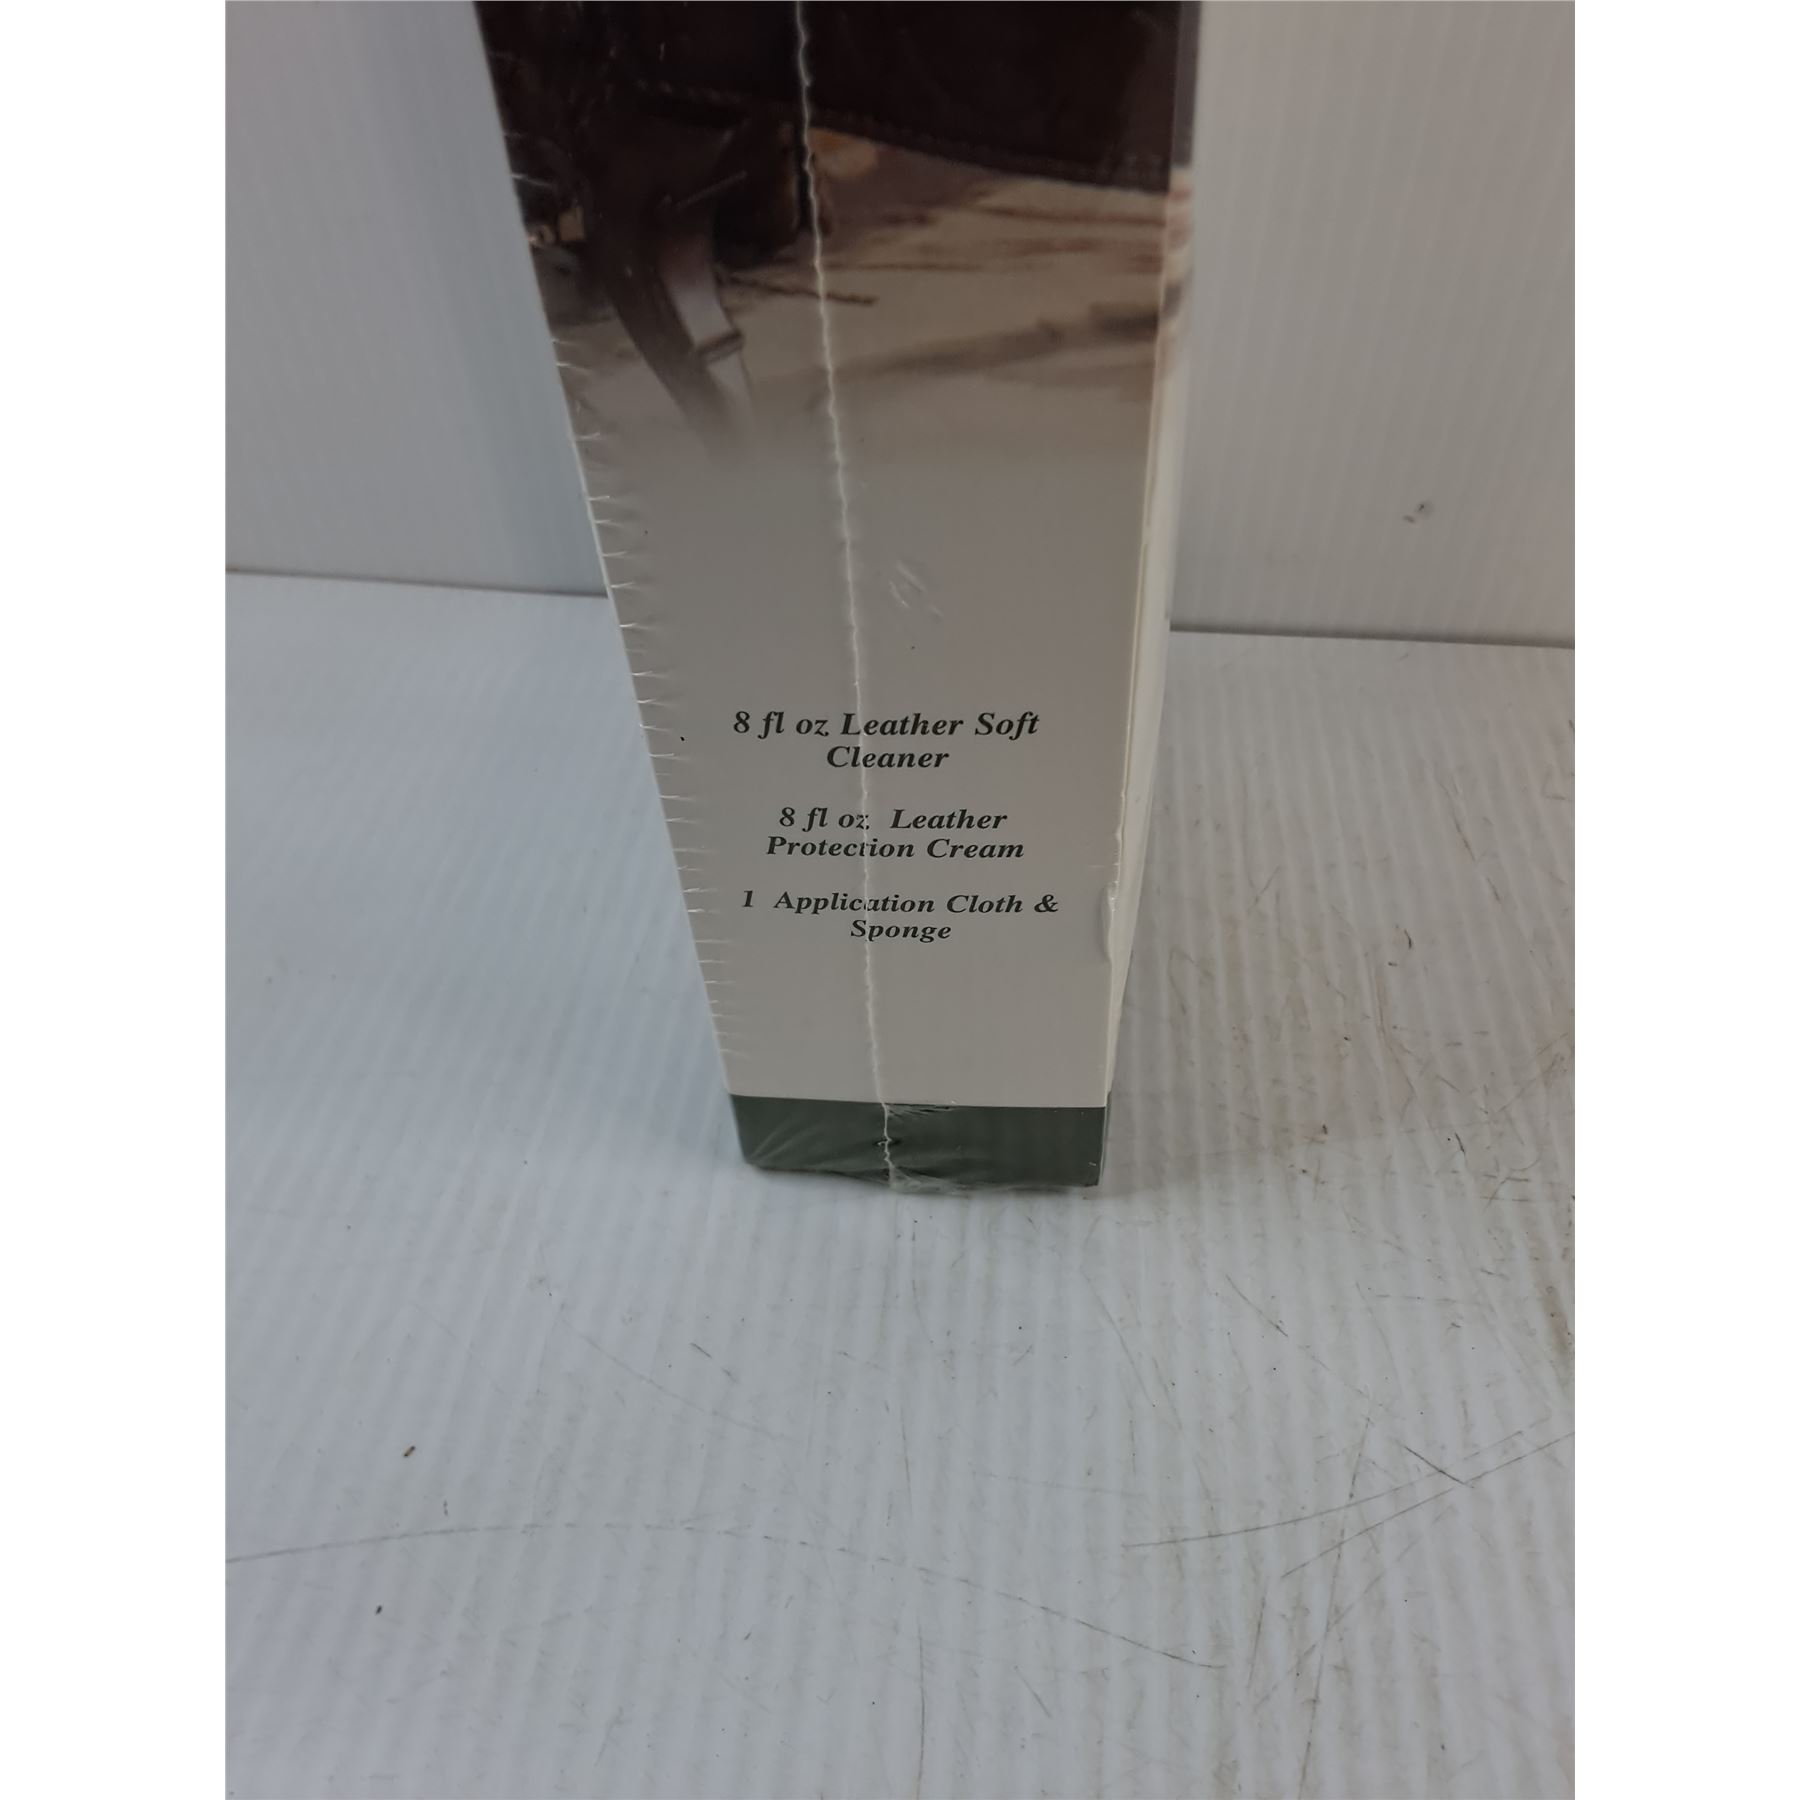 8 fl oz Leather Soft
Cleaner
8 fl oz Leather
Protection Cream
1 Application Cloth &
Sponge